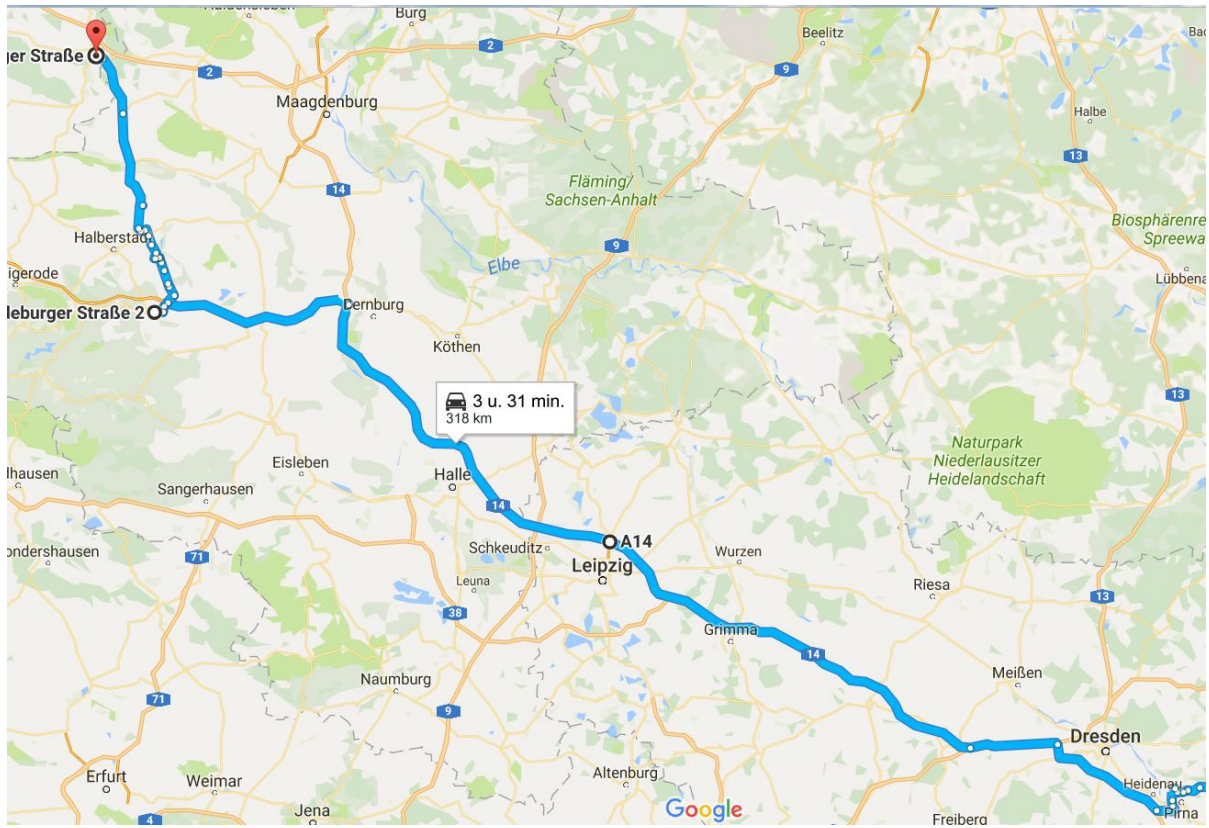 Haldensleben
Burg
Beelitz
ger Straße
2
2
9
Maagdenburg
Halbe
13
14
Fläming/
Sachsen-Anhalt
Biosphärenre
Spreewa
Halberstad
9
Elbe
igerode
Lübbena
leburger Straße 2
Dernburg
Köthen
3 u. 31 min.
318 km
13
Naturpark
Niederlausitzer
Heidelandschaft
Eisleben
dhausen
Halle
Sangerhausen
14
A14
Schkeuditz
Wurzen
ondershausen
71
Leipzig
Leuna
Riesa
13
38
Grimma
14
Meißen
Naumburg
71
9
Dresden
Erfurt
Weimar
Altenburg
Heidenau
Jena
Google
Pirna
4
Freiberg